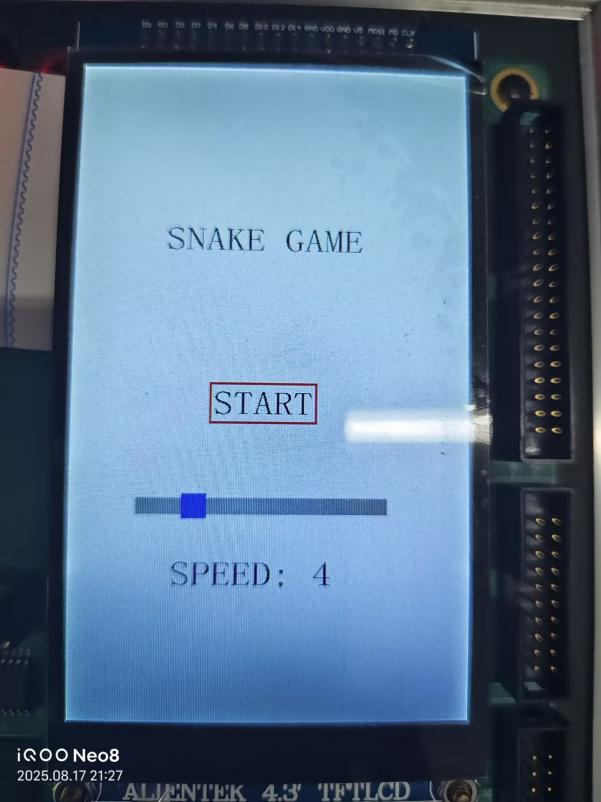 SNAKE GAME
START
SPEED: 4
iQOO Neo8
2025.08.17 21:27
ALIENTEK 4.3' TFTLCD